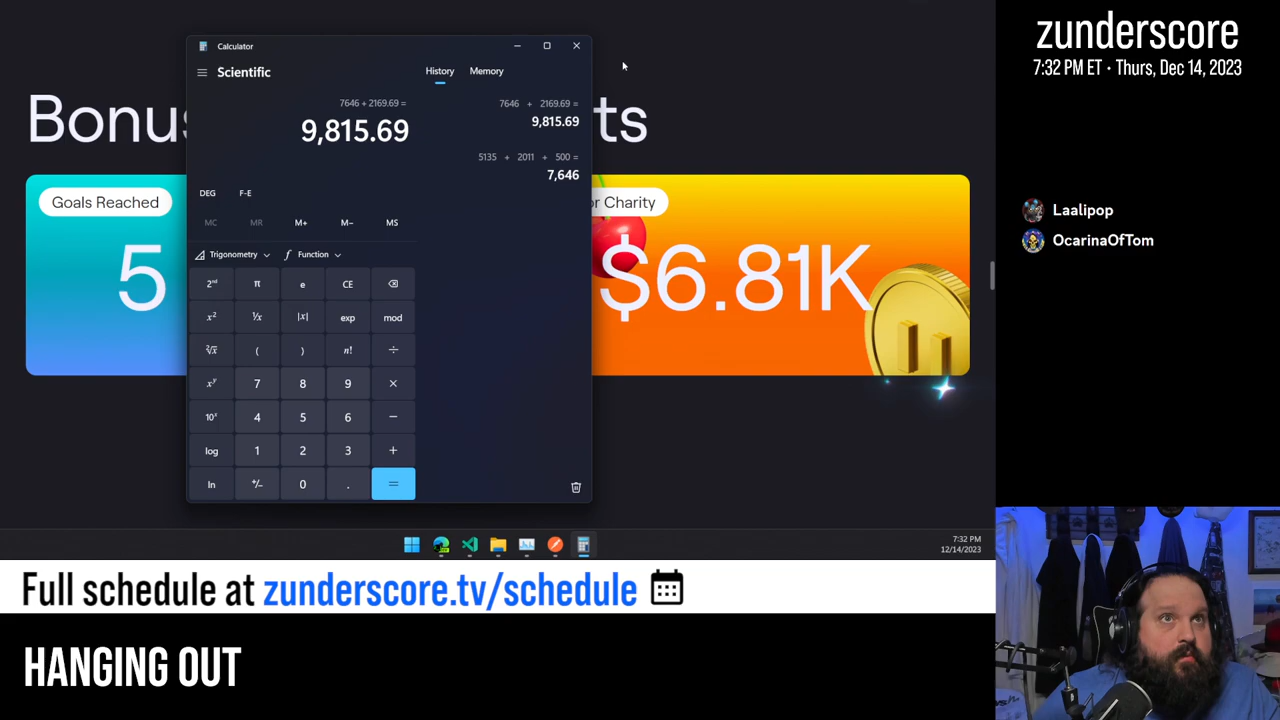 Calculator
Scientific
History
Memory
7646 + 2169.69 =
9,815.69
7646 + 2169.69 =
9,815.69
5135 + 2011 + 500 =
7,646
DEG
F-E
MC
MR
M+
M−
MS
Trigonometry
Function
2ⁿᵈ
π
e
CE
x²
⅟x
|x|
exp
mod
²√x
(
)
n!
÷
xʸ
7
8
9
×
10ˣ
4
5
6
−
log
1
2
3
+
ln
+/−
0
.
=
Bonus
ts
Goals Reached
5
or Charity
$6.81K
7:32 PM
12/14/2023
zunderscore
7:32 PM ET • Thurs, Dec 14, 2023
Laalipop
OcarinaOfTom
Full schedule at zunderscore.tv/schedule
HANGING OUT